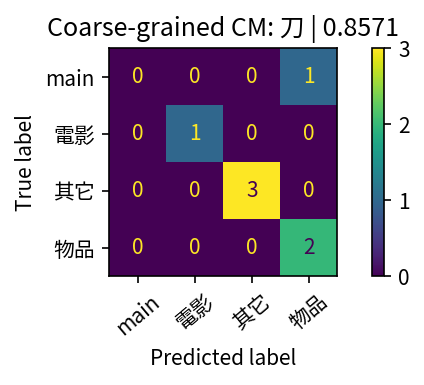 Coarse-grained CM: 刀 | 0.8571
main 0 0 0 1
電影 0 1 0 0
其它 0 0 3 0
物品 0 0 0 2
main 電影 其它 物品
Predicted label
True label
3
2
1
0